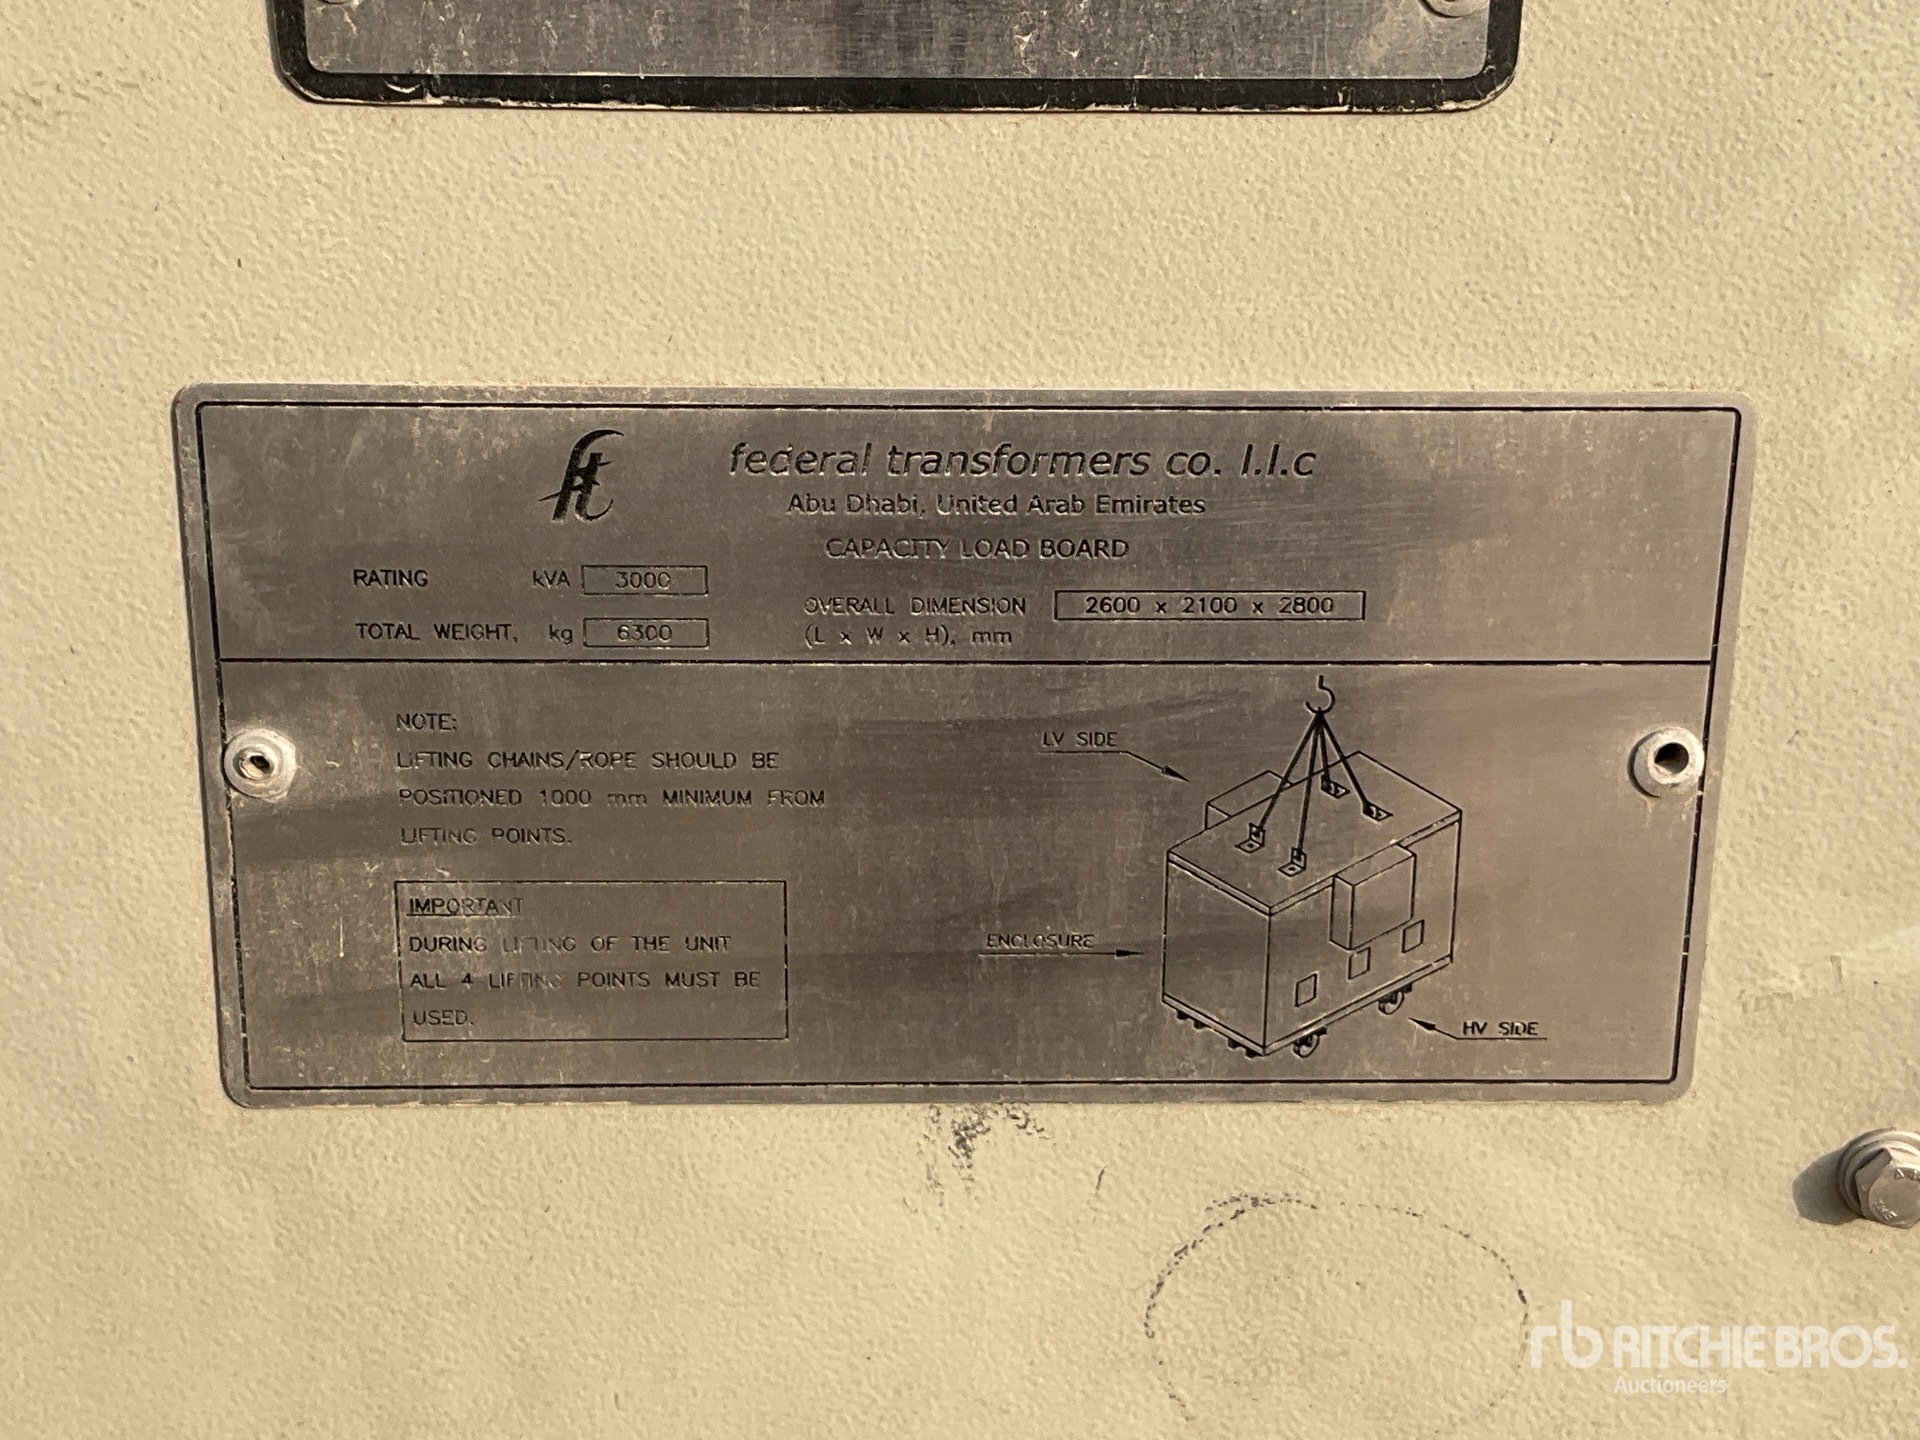 ft
federal transformers co. l.l.c
Abu Dhabi, United Arab Emirates
CAPACITY LOAD BOARD
RATING kVA 3000
TOTAL WEIGHT, kg 6300
OVERALL DIMENSION 2600 x 2100 x 2800
(L x W x H), mm
NOTE:
LIFTING CHAINS/ROPE SHOULD BE
POSITIONED 1000 mm MINIMUM FROM
LIFTING POINTS.
IMPORTANT
DURING LIFTING OF THE UNIT
ALL 4 LIFTING POINTS MUST BE
USED.
LV SIDE
ENCLOSURE
HV SIDE
rb RITCHIE BROS.
Auctioneers